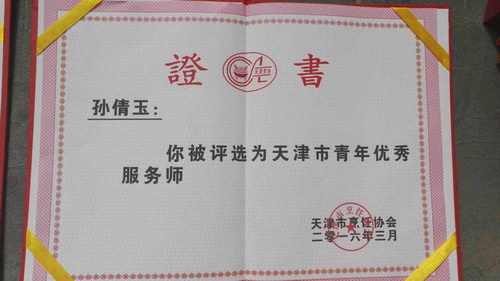 證書
孙倩玉：
你被评选为天津市青年优秀
服务师
天津市烹饪协会
二零一六年三月